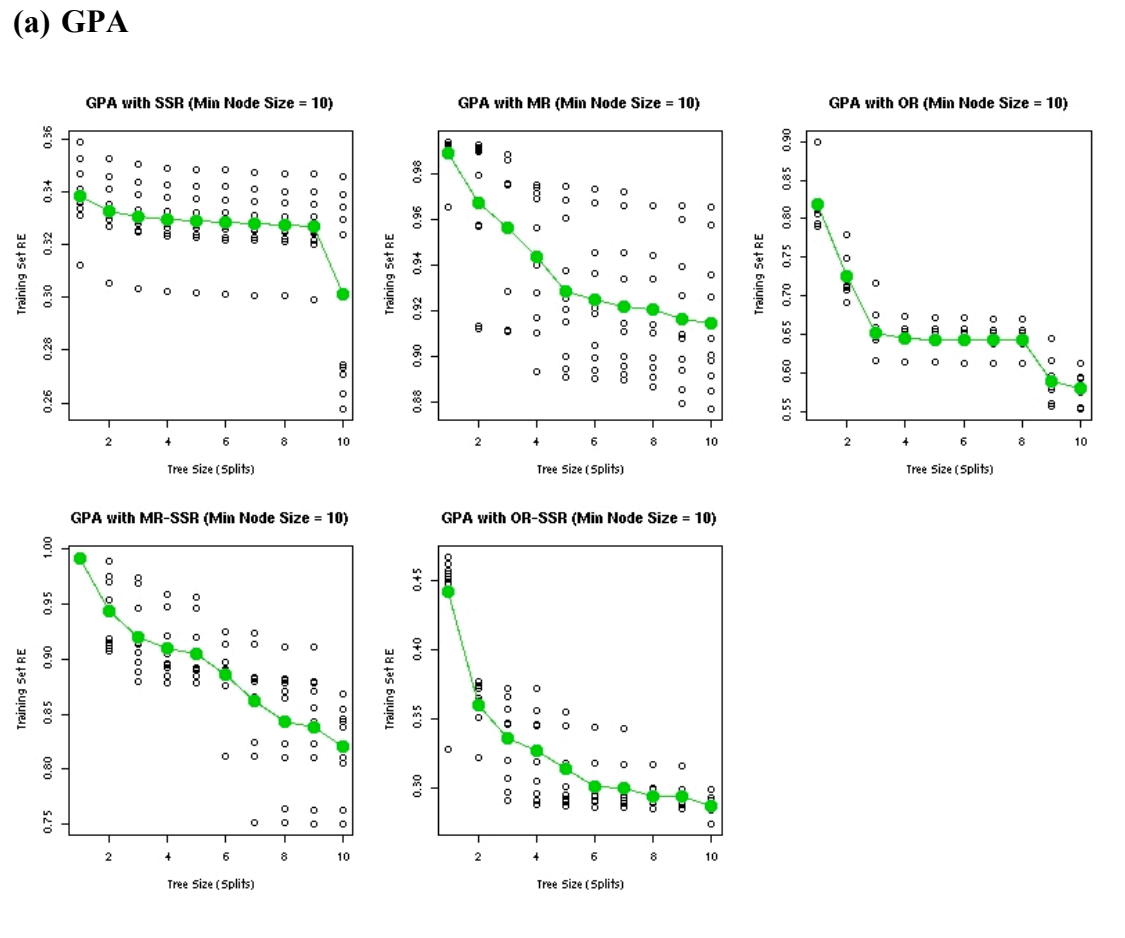 (a) GPA
GPA with SSR (Min Node Size = 10)
Training Set RE
0.26 0.28 0.30 0.32 0.34 0.36
2 4 6 8 10
Tree Size (Splits)
GPA with MR (Min Node Size = 10)
Training Set RE
0.88 0.90 0.92 0.94 0.96 0.98
2 4 6 8 10
Tree Size (Splits)
GPA with OR (Min Node Size = 10)
Training Set RE
0.55 0.60 0.65 0.70 0.75 0.80 0.85 0.90
2 4 6 8 10
Tree Size (Splits)
GPA with MR-SSR (Min Node Size = 10)
Training Set RE
0.75 0.80 0.85 0.90 0.95 1.00
2 4 6 8 10
Tree Size (Splits)
GPA with OR-SSR (Min Node Size = 10)
Training Set RE
0.30 0.35 0.40 0.45
2 4 6 8 10
Tree Size (Splits)